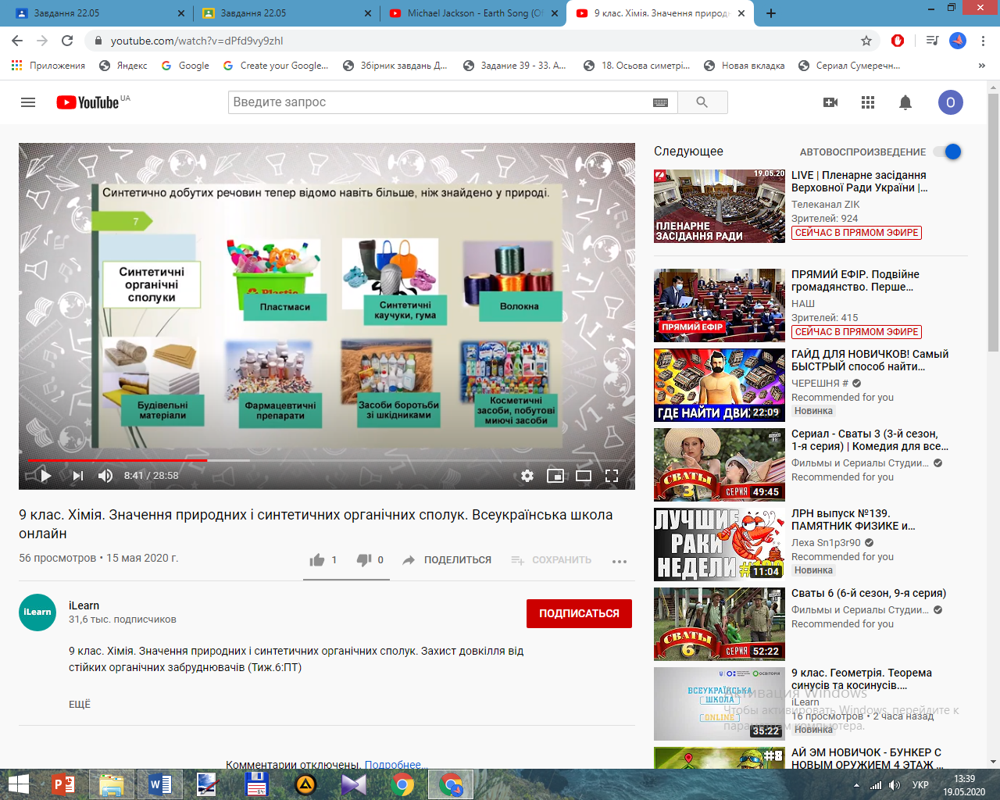 Завдання 22.05
Завдання 22.05
Michael Jackson - Earth Song (Of
9 клас. Хімія. Значення природн
youtube.com/watch?v=dPfd9vy9zhI
Приложения
Яндекс
Google
Create your Google...
Збірник завдань Д...
Задание 39 - 33. А...
18. Осьова симетрі...
Новая вкладка
Сериал Сумеречн...
»
YouTube UA
Введите запрос
O
Синтетично добутих речовин тепер відомо навіть більше, ніж знайдено у природі.
7
Синтетичні
органічні
сполуки
Plastic
Пластмаси
Синтетичні
каучуки, гума
Волокна
Будівельні
матеріали
Фармацевтичні
препарати
Засоби боротьби
зі шкідниками
Косметичні
засоби, побутові
миючі засоби
8:41 / 28:58
9 клас. Хімія. Значення природних і синтетичних органічних сполук. Всеукраїнська школа
онлайн
56 просмотров • 15 мая 2020 г.
1
0
ПОДЕЛИТЬСЯ
СОХРАНИТЬ
iLearn
iLearn
31,6 тыс. подписчиков
ПОДПИСАТЬСЯ
9 клас. Хімія. Значення природних і синтетичних органічних сполук. Захист довкілля від
стійких органічних забруднювачів (Тиж.6:ПТ)
ЕЩЁ
Комментарии отключены. Подробнее...
Следующее
АВТОВОСПРОИЗВЕДЕНИЕ
19.05.20
ПЛЕНАРНЕ
ЗАСІДАННЯ РАДИ
LIVE | Пленарне засідання
Верховної Ради України |...
Телеканал ZIK
Зрителей: 924
СЕЙЧАС В ПРЯМОМ ЭФИРЕ
ПРЯМИЙ ЕФІР
ПРЯМИЙ ЕФІР. Подвійне
громадянство. Перше...
НАШ
Зрителей: 415
СЕЙЧАС В ПРЯМОМ ЭФИРЕ
ГДЕ НАЙТИ ДВИ
22:09
ГАЙД ДЛЯ НОВИЧКОВ! Самый
БЫСТРЫЙ способ найти...
ЧЕРЕШНЯ #
Recommended for you
Новинка
СВАТЫ
3
СЕРИЯ
49:45
Сериал - Сваты 3 (3-й сезон,
1-я серия) | Комедия для все...
Фильмы и Сериалы Студии...
Recommended for you
ЛУЧШИЕ
РАКИ
НЕДЕЛИ
11:04
ЛРН выпуск №139.
ПАМЯТНИК ФИЗИКЕ и...
Леха Sn1p3r90
Recommended for you
Новинка
СВАТЫ
6
СЕРИЯ
52:22
Сваты 6 (6-й сезон, 9-я серия)
Фильмы и Сериалы Студии...
Recommended for you
ОСВІТОРІЯ
ВСЕУКРАЇНСЬКА
ШКОЛА
ONLINE
35:22
9 клас. Геометрія. Теорема
синусів та косинусів....
iLearn
16 просмотров • 2 часа назад
Новинка
Активация Windows
Чтобы активировать Windows, перейдите к
параметрам компьютера.
#8
АЙ ЭМ НОВИЧОК - БУНКЕР С
НОВЫМ ОРУЖИЕМ 4 ЭТАЖ ...
УКР
13:39
19.05.2020